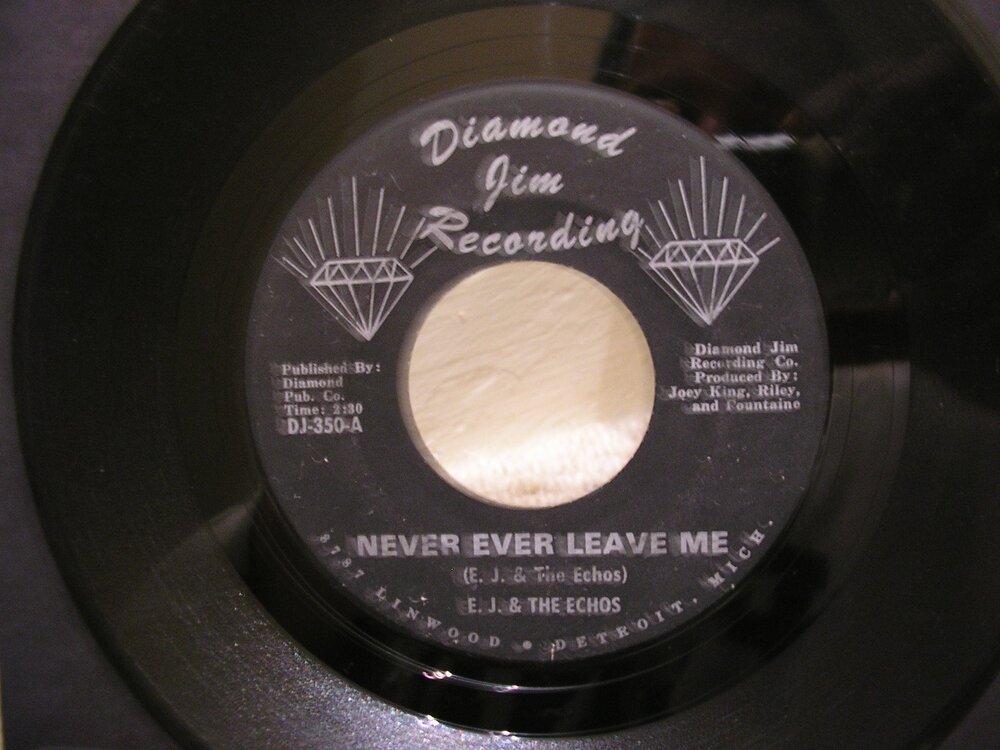 Diamond
Jim
Recording
Published By:
Diamond
Pub. Co.
Time: 2:30
DJ-350-A
Diamond Jim
Recording Co.
Produced By:
Joey King, Riley,
and Fountaine
NEVER EVER LEAVE ME
(E. J. & The Echos)
E. J. & THE ECHOS
8787 LINWOOD • DETROIT, MICH.